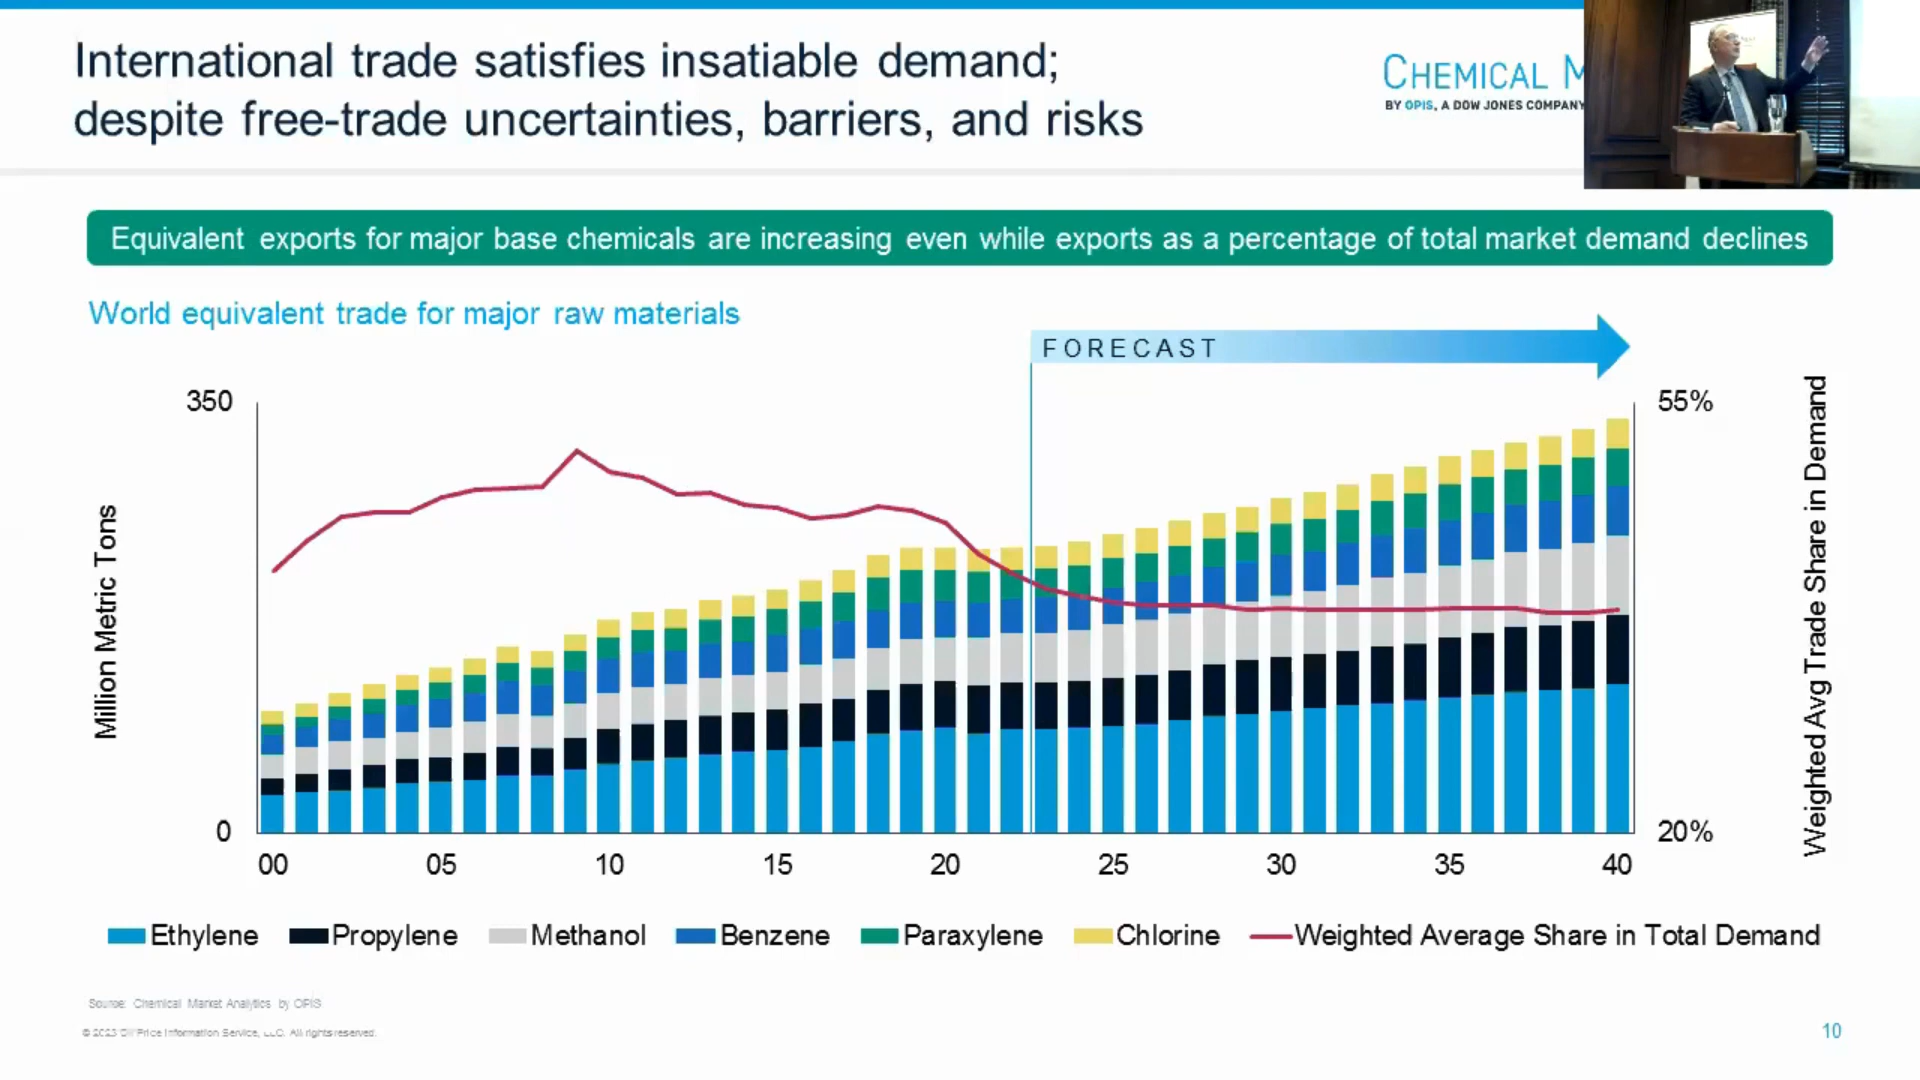 International trade satisfies insatiable demand;
despite free-trade uncertainties, barriers, and risks
CHEMICAL M
BY OPIS, A DOW JONES COMPANY
Equivalent exports for major base chemicals are increasing even while exports as a percentage of total market demand declines
World equivalent trade for major raw materials
FORECAST
350
55%
Million Metric Tons
Weighted Avg Trade Share in Demand
0
20%
00 05 10 15 20 25 30 35 40
Ethylene Propylene Methanol Benzene Paraxylene Chlorine Weighted Average Share in Total Demand
Source: Chemical Market Analytics by OPIS
© 2023 Oil Price Information Service, LLC. All rights reserved.
10